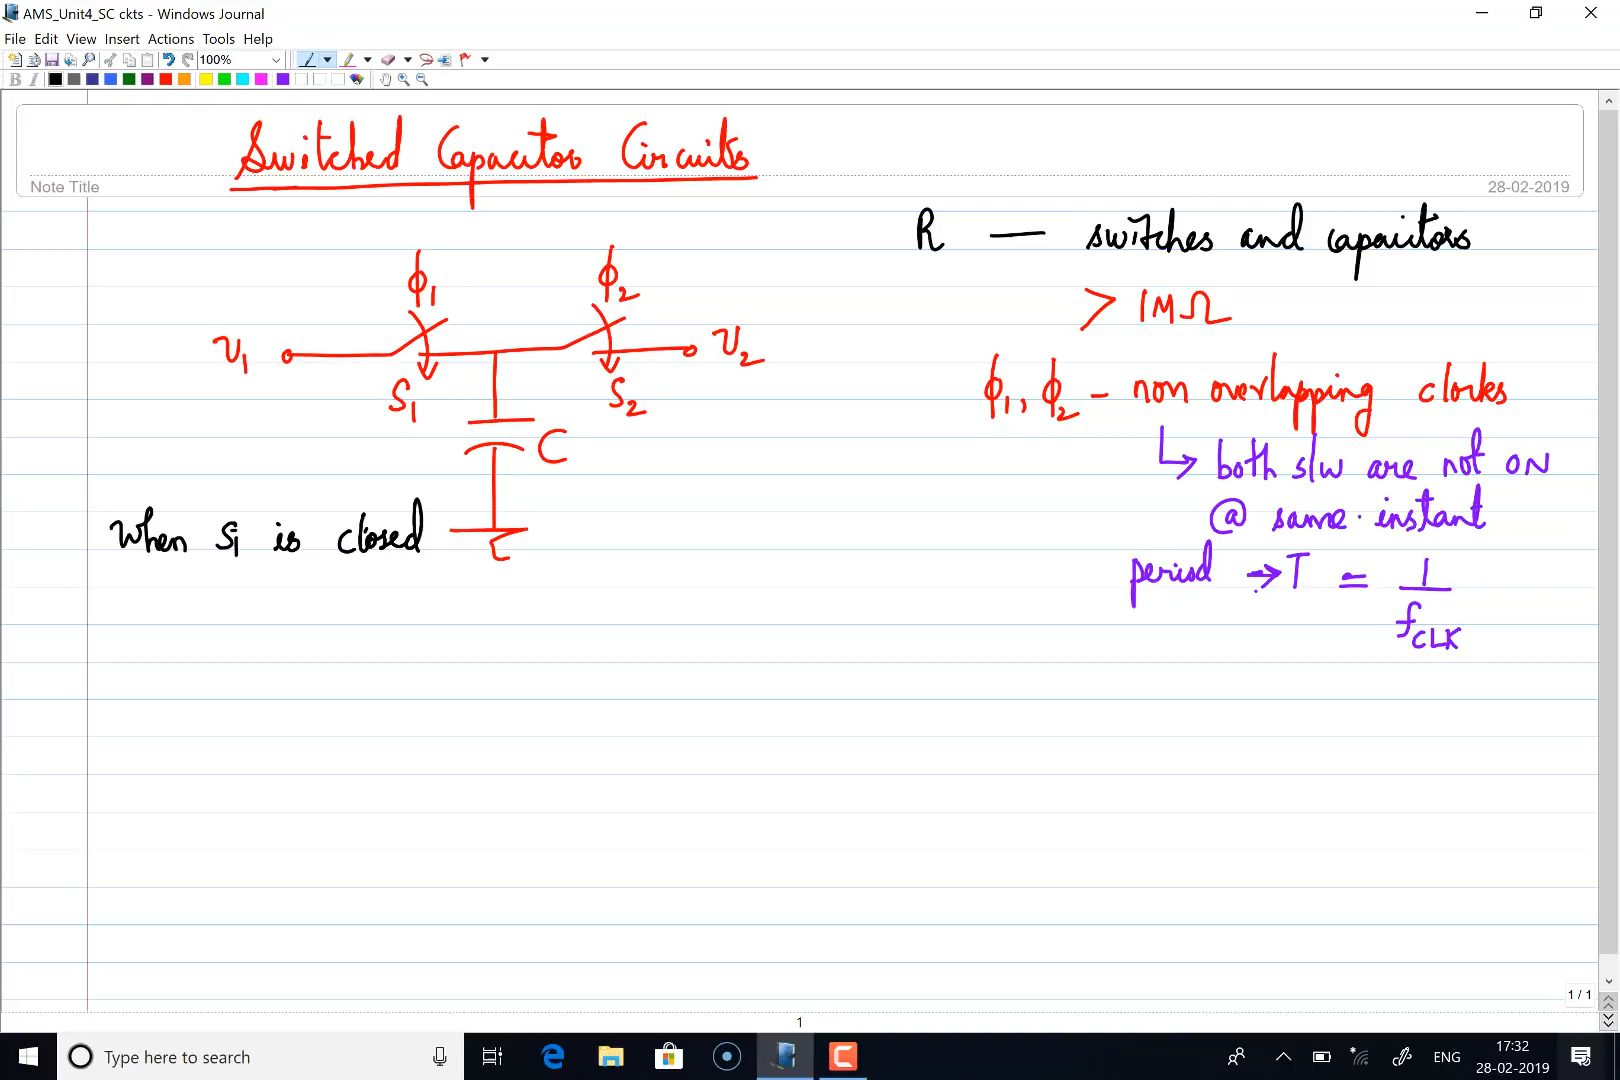 AMS_Unit4_SC ckts - Windows Journal
File Edit View Insert Actions Tools Help
100%
B I
Switched Capacitor Circuits
Note Title
28-02-2019
R — switches and capacitors
> 1MΩ
ϕ1 ϕ2
V1 V2
S1 S2
C
ϕ1, ϕ2 - non overlapping clocks
↳ both s/w are not ON
@ same instant
period → T = 1/fCLK
When S1 is closed
1 / 1
1
Type here to search
ENG
17:32
28-02-2019